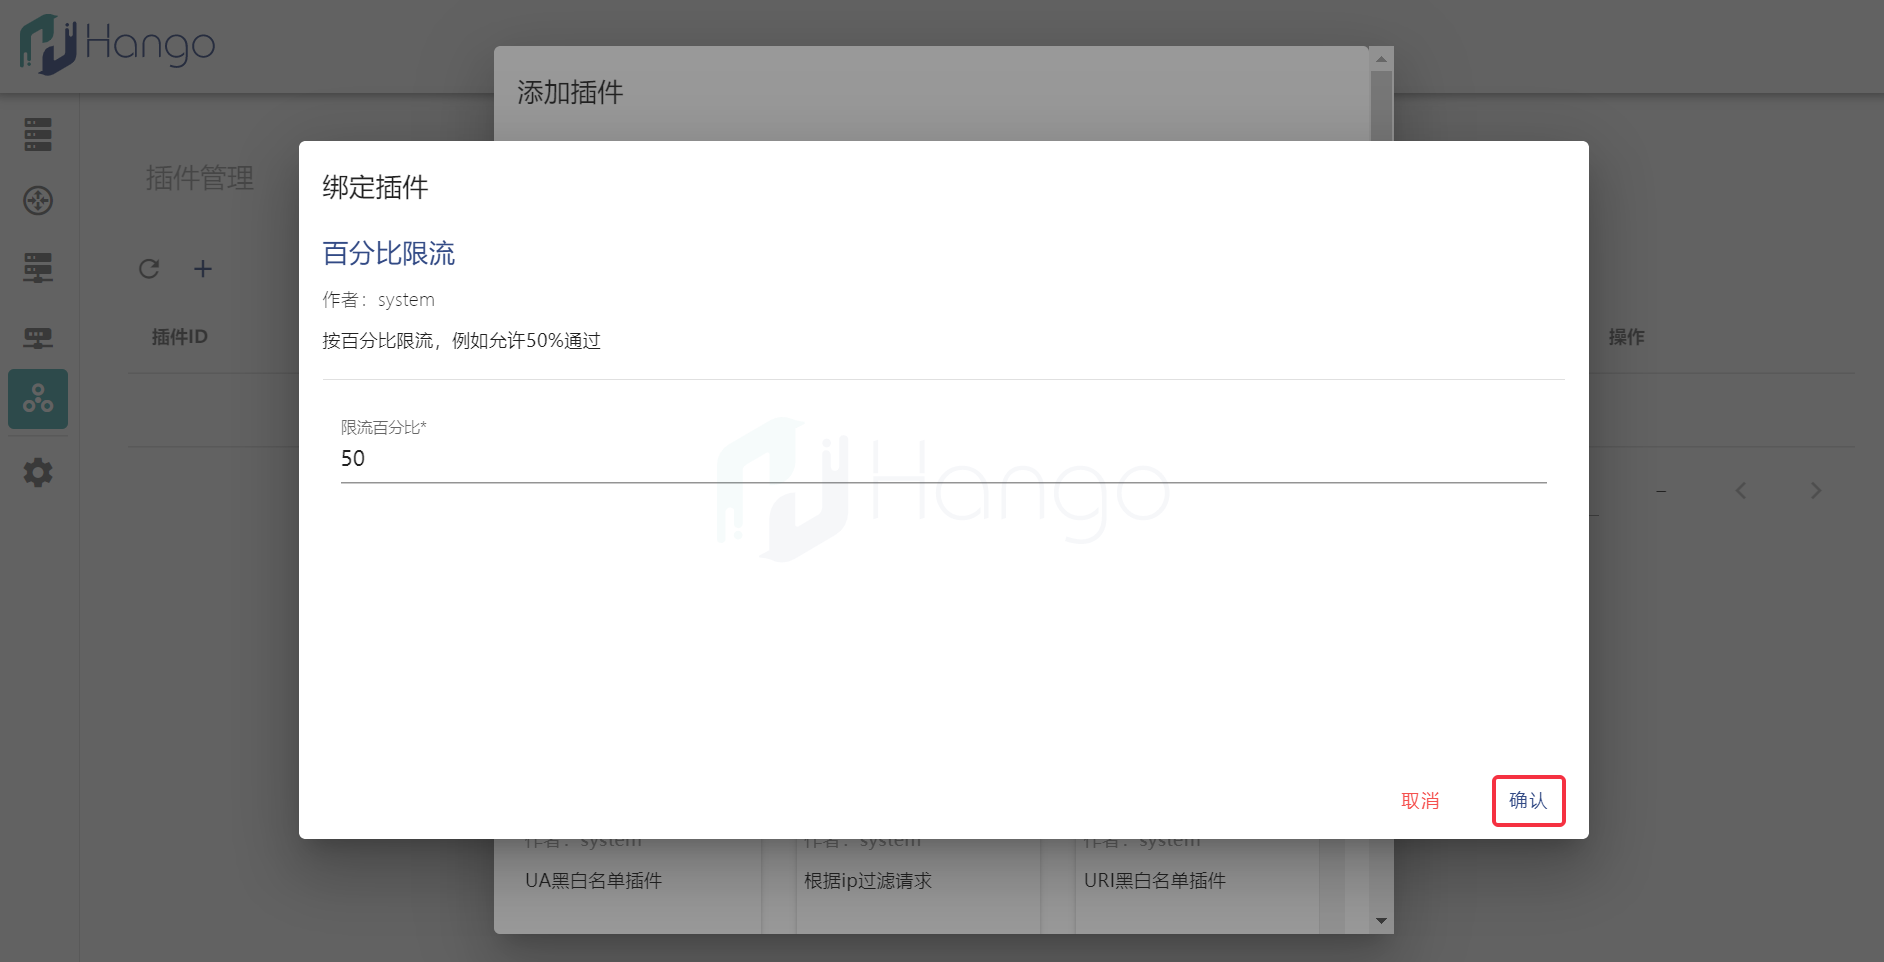 Hango
添加插件
插件管理
绑定插件
百分比限流
作者：system
按百分比限流，例如允许50%通过
插件ID
操作
限流百分比*
50
Hango
–
取消
确认
作者：system
作者：system
作者：system
UA黑白名单插件
根据ip过滤请求
URI黑白名单插件